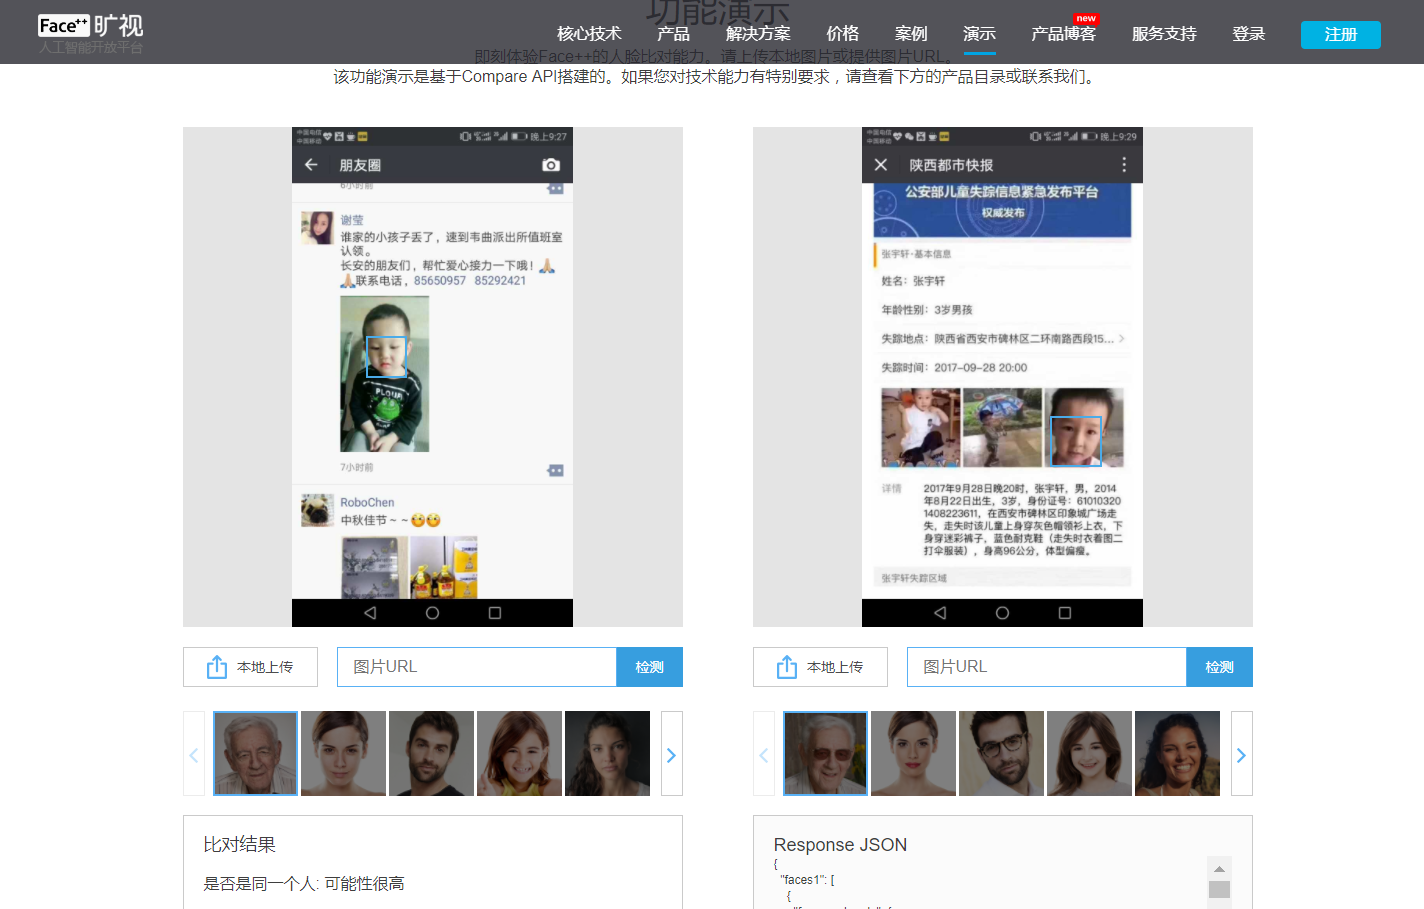 Face++ 旷视
人工智能开放平台
核心技术 产品 解决方案 价格 案例 演示 产品博客 new 服务支持 登录 注册
功能演示
即刻体验Face++的人脸比对能力。请上传本地图片或提供图片URL。
该功能演示是基于Compare API搭建的。如果您对技术能力有特别要求，请查看下方的产品目录或联系我们。
中国电信
中国移动
晚上9:27
朋友圈
6小时前
谢莹
谁家的小孩子丢了，速到韦曲派出所值班室
认领。
长安的朋友们，帮忙爱心接力一下哦！🙏
🙏联系电话，85650957 85292421
7小时前
RoboChen
中秋佳节~~
中国电信
中国移动
晚上9:29
陕西都市快报
公安部儿童失踪信息紧急发布平台
权威发布
张宇轩-基本信息
姓名：张宇轩
年龄性别：3岁男孩
失踪地点：陕西省西安市碑林区二环南路西段15...
失踪时间：2017-09-28 20:00
详情
2017年9月28日晚20时，张宇轩，男，2014
年8月22日出生，3岁，身份证号：61010320
1408223611，在西安市碑林区印象城广场走
失，走失时该儿童上身穿灰色帽领衫上衣，下
身穿迷彩裤子，蓝色耐克鞋（走失时衣着图二
打伞服装），身高96公分，体型偏瘦。
张宇轩失踪区域
本地上传 图片URL 检测
本地上传 图片URL 检测
比对结果
是否是同一个人: 可能性很高
Response JSON
{
"faces1": [
{